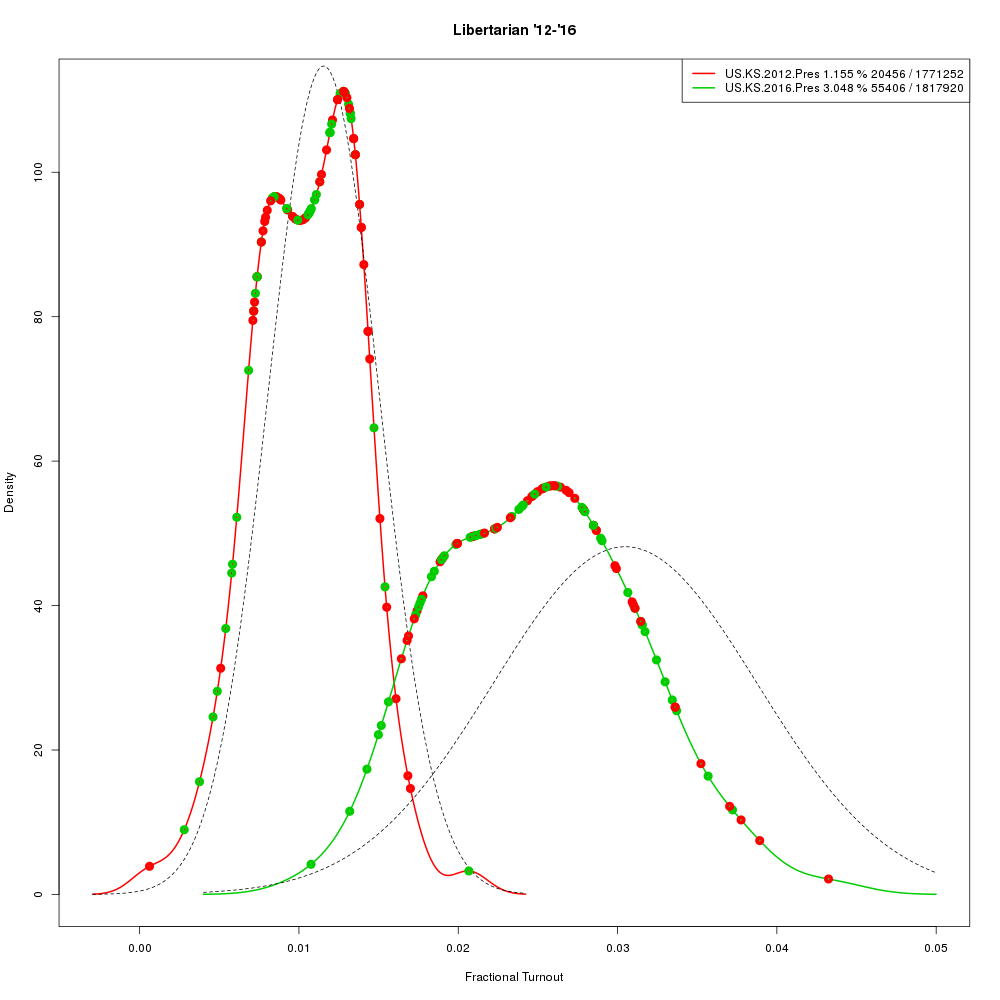 Libertarian '12-'16
US.KS.2012.Pres 1.155 % 20456 / 1771252
US.KS.2016.Pres 3.048 % 55406 / 1817920
Density
100
80
60
40
20
0
0.00 0.01 0.02 0.03 0.04 0.05
Fractional Turnout